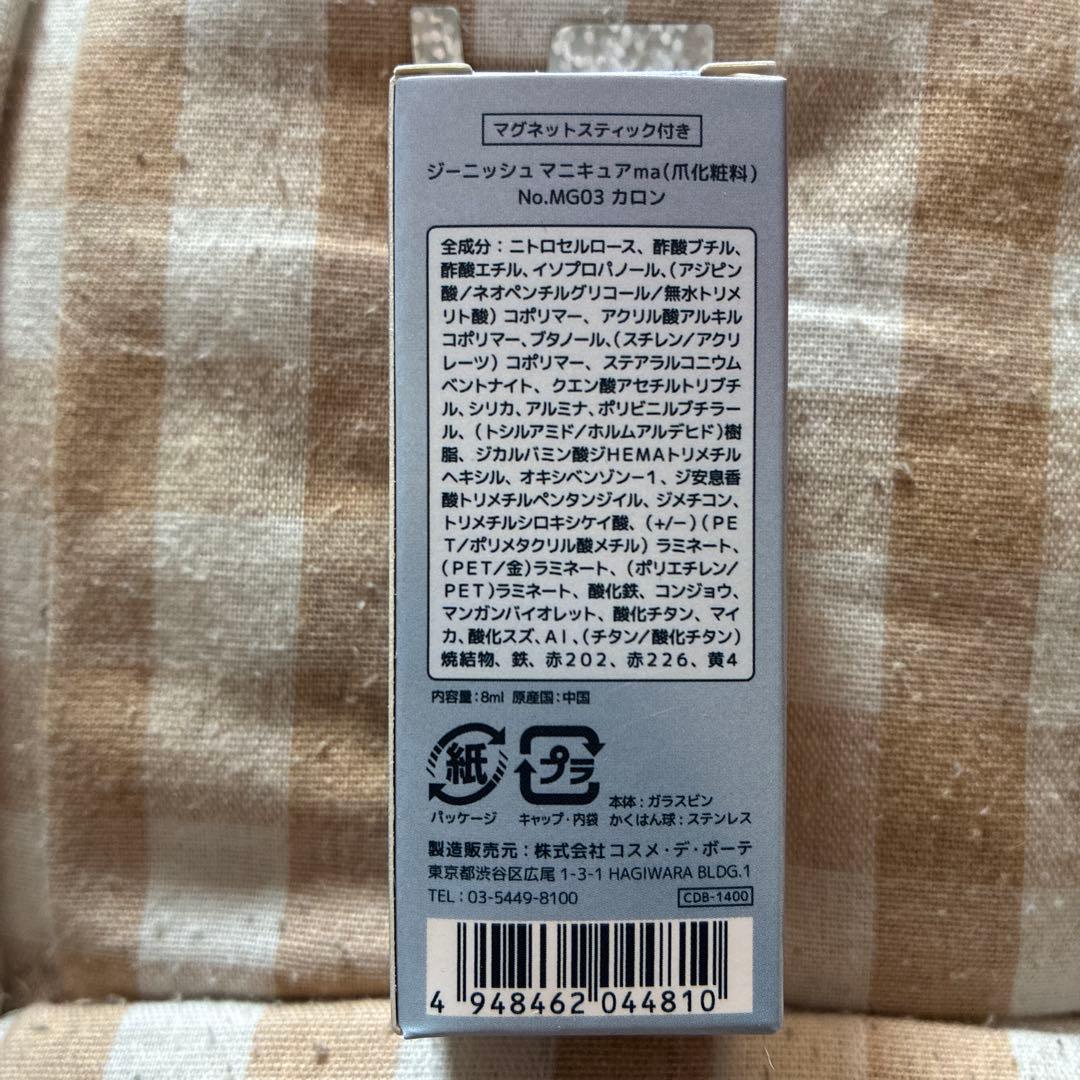 マグネットスティック付き
ジーニッシュ マニキュアma(爪化粧料)
No.MG03 カロン
全成分：ニトロセルロース、酢酸ブチル、
酢酸エチル、イソプロパノール、(アジピン
酸/ネオペンチルグリコール/無水トリメ
リト酸) コポリマー、アクリル酸アルキル
コポリマー、ブタノール、(スチレン/アクリ
レーツ) コポリマー、ステアラルコニウム
ベントナイト、クエン酸アセチルトリブチ
ル、シリカ、アルミナ、ポリビニルブチラー
ル、(トシルアミド/ホルムアルデヒド)樹
脂、ジカルバミン酸ジHEMAトリメチル
ヘキシル、オキシベンゾン-1、ジ安息香
酸トリメチルペンタンジイル、ジメチコン、
トリメチルシロキシケイ酸、(+/-)(PE
T/ポリメタクリル酸メチル) ラミネート、
(PET/金)ラミネート、(ポリエチレン/
PET)ラミネート、酸化鉄、コンジョウ、
マンガンバイオレット、酸化チタン、マイ
カ、酸化スズ、Al、(チタン/酸化チタン)
焼結物、鉄、赤202、赤226、黄4
内容量：8ml 原産国：中国
紙 プラ
パッケージ キャップ・内袋
本体：ガラスビン
かくはん球：ステンレス
製造販売元：株式会社コスメ・デ・ボーテ
東京都渋谷区広尾 1-3-1 HAGIWARA BLDG.1
TEL：03-5449-8100 CDB-1400
4 948462 044810